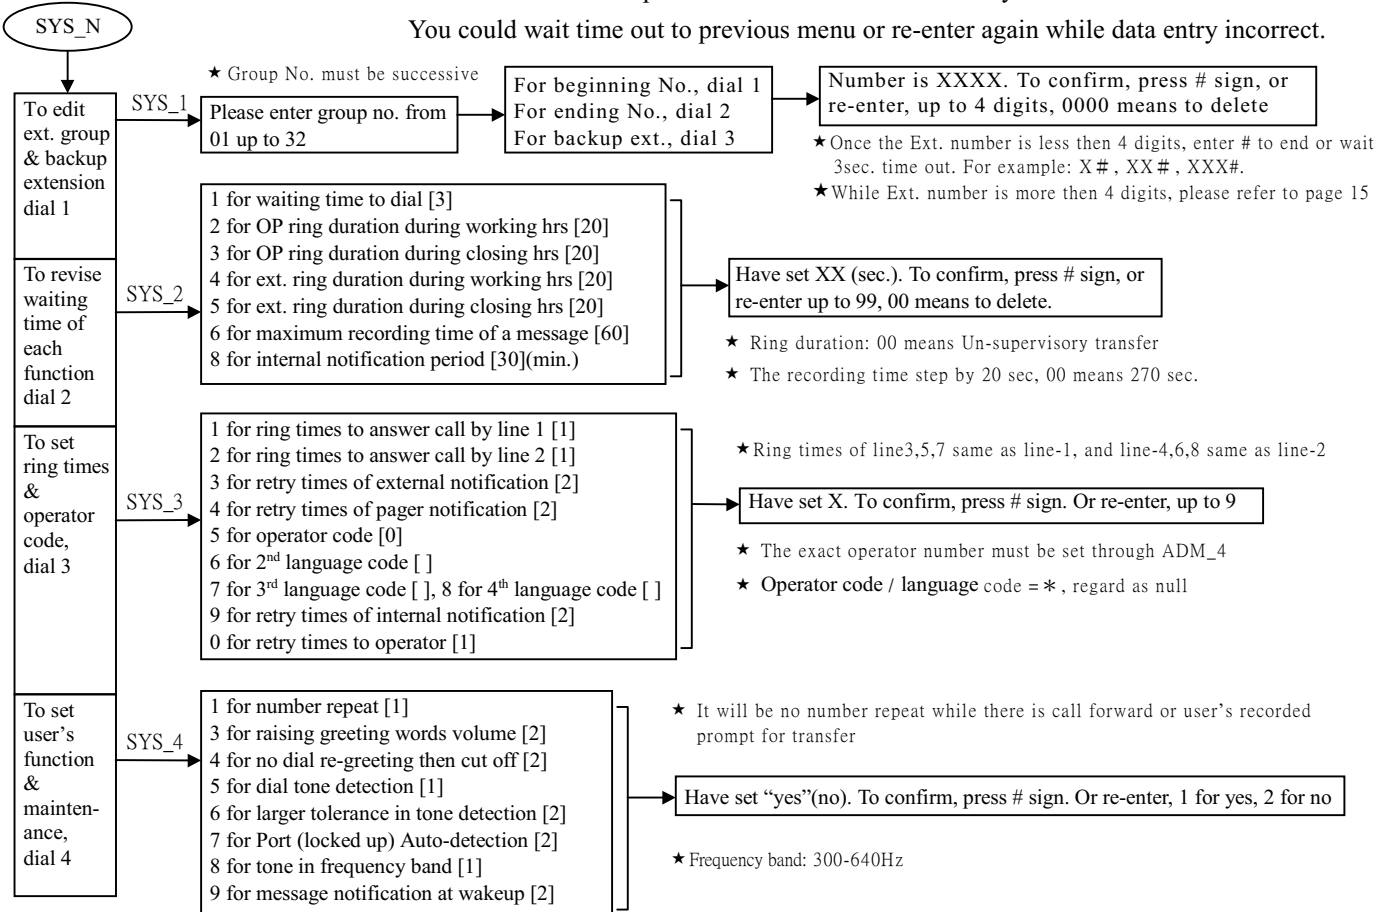 SYS_N
You could wait time out to previous menu or re-enter again while data entry incorrect.
To edit
ext. group
& backup
extension
dial 1
SYS_1
★ Group No. must be successive
Please enter group no. from
01 up to 32
For beginning No., dial 1
For ending No., dial 2
For backup ext., dial 3
Number is XXXX. To confirm, press # sign, or
re-enter, up to 4 digits, 0000 means to delete
★Once the Ext. number is less then 4 digits, enter # to end or wait
3sec. time out. For example: X#, XX#, XXX#.
★While Ext. number is more then 4 digits, please refer to page 15
To revise
waiting
time of
each
function
dial 2
SYS_2
1 for waiting time to dial [3]
2 for OP ring duration during working hrs [20]
3 for OP ring duration during closing hrs [20]
4 for ext. ring duration during working hrs [20]
5 for ext. ring duration during closing hrs [20]
6 for maximum recording time of a message [60]
8 for internal notification period [30](min.)
Have set XX (sec.). To confirm, press # sign, or
re-enter up to 99, 00 means to delete.
★ Ring duration: 00 means Un-supervisory transfer
★ The recording time step by 20 sec, 00 means 270 sec.
To set
ring times
&
operator
code,
dial 3
SYS_3
1 for ring times to answer call by line 1 [1]
2 for ring times to answer call by line 2 [1]
3 for retry times of external notification [2]
4 for retry times of pager notification [2]
5 for operator code [0]
6 for 2nd language code [ ]
7 for 3rd language code [ ], 8 for 4th language code [ ]
9 for retry times of internal notification [2]
0 for retry times to operator [1]
★Ring times of line3,5,7 same as line-1, and line-4,6,8 same as line-2
Have set X. To confirm, press # sign. Or re-enter, up to 9
★ The exact operator number must be set through ADM_4
★ Operator code / language code =*, regard as null
To set
user's
function
&
mainten-
ance,
dial 4
SYS_4
1 for number repeat [1]
3 for raising greeting words volume [2]
4 for no dial re-greeting then cut off [2]
5 for dial tone detection [1]
6 for larger tolerance in tone detection [2]
7 for Port (locked up) Auto-detection [2]
8 for tone in frequency band [1]
9 for message notification at wakeup [2]
★ It will be no number repeat while there is call forward or user's recorded
prompt for transfer
Have set “yes”(no). To confirm, press # sign. Or re-enter, 1 for yes, 2 for no
★Frequency band: 300-640Hz